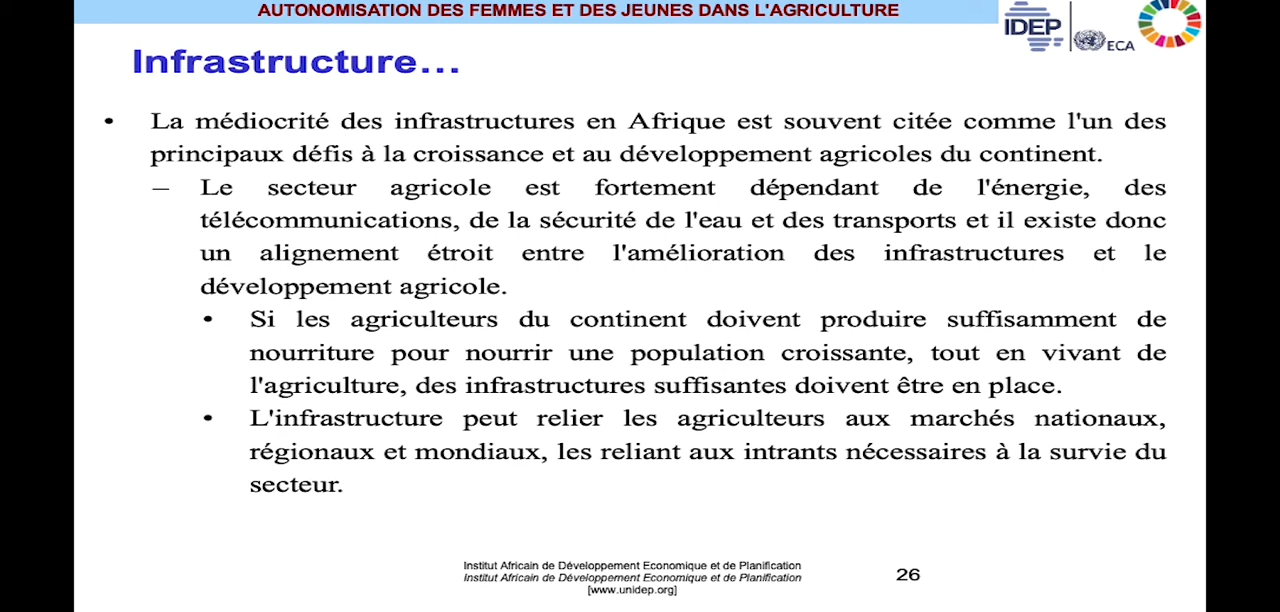 AUTONOMISATION DES FEMMES ET DES JEUNES DANS L'AGRICULTURE
IDEP
ECA
Infrastructure…
• La médiocrité des infrastructures en Afrique est souvent citée comme l'un des
principaux défis à la croissance et au développement agricoles du continent.
– Le secteur agricole est fortement dépendant de l'énergie, des
télécommunications, de la sécurité de l'eau et des transports et il existe donc
un alignement étroit entre l'amélioration des infrastructures et le
développement agricole.
• Si les agriculteurs du continent doivent produire suffisamment de
nourriture pour nourrir une population croissante, tout en vivant de
l'agriculture, des infrastructures suffisantes doivent être en place.
• L'infrastructure peut relier les agriculteurs aux marchés nationaux,
régionaux et mondiaux, les reliant aux intrants nécessaires à la survie du
secteur.
Institut Africain de Développement Economique et de Planification
Institut Africain de Développement Economique et de Planification
[www.unidep.org]
26